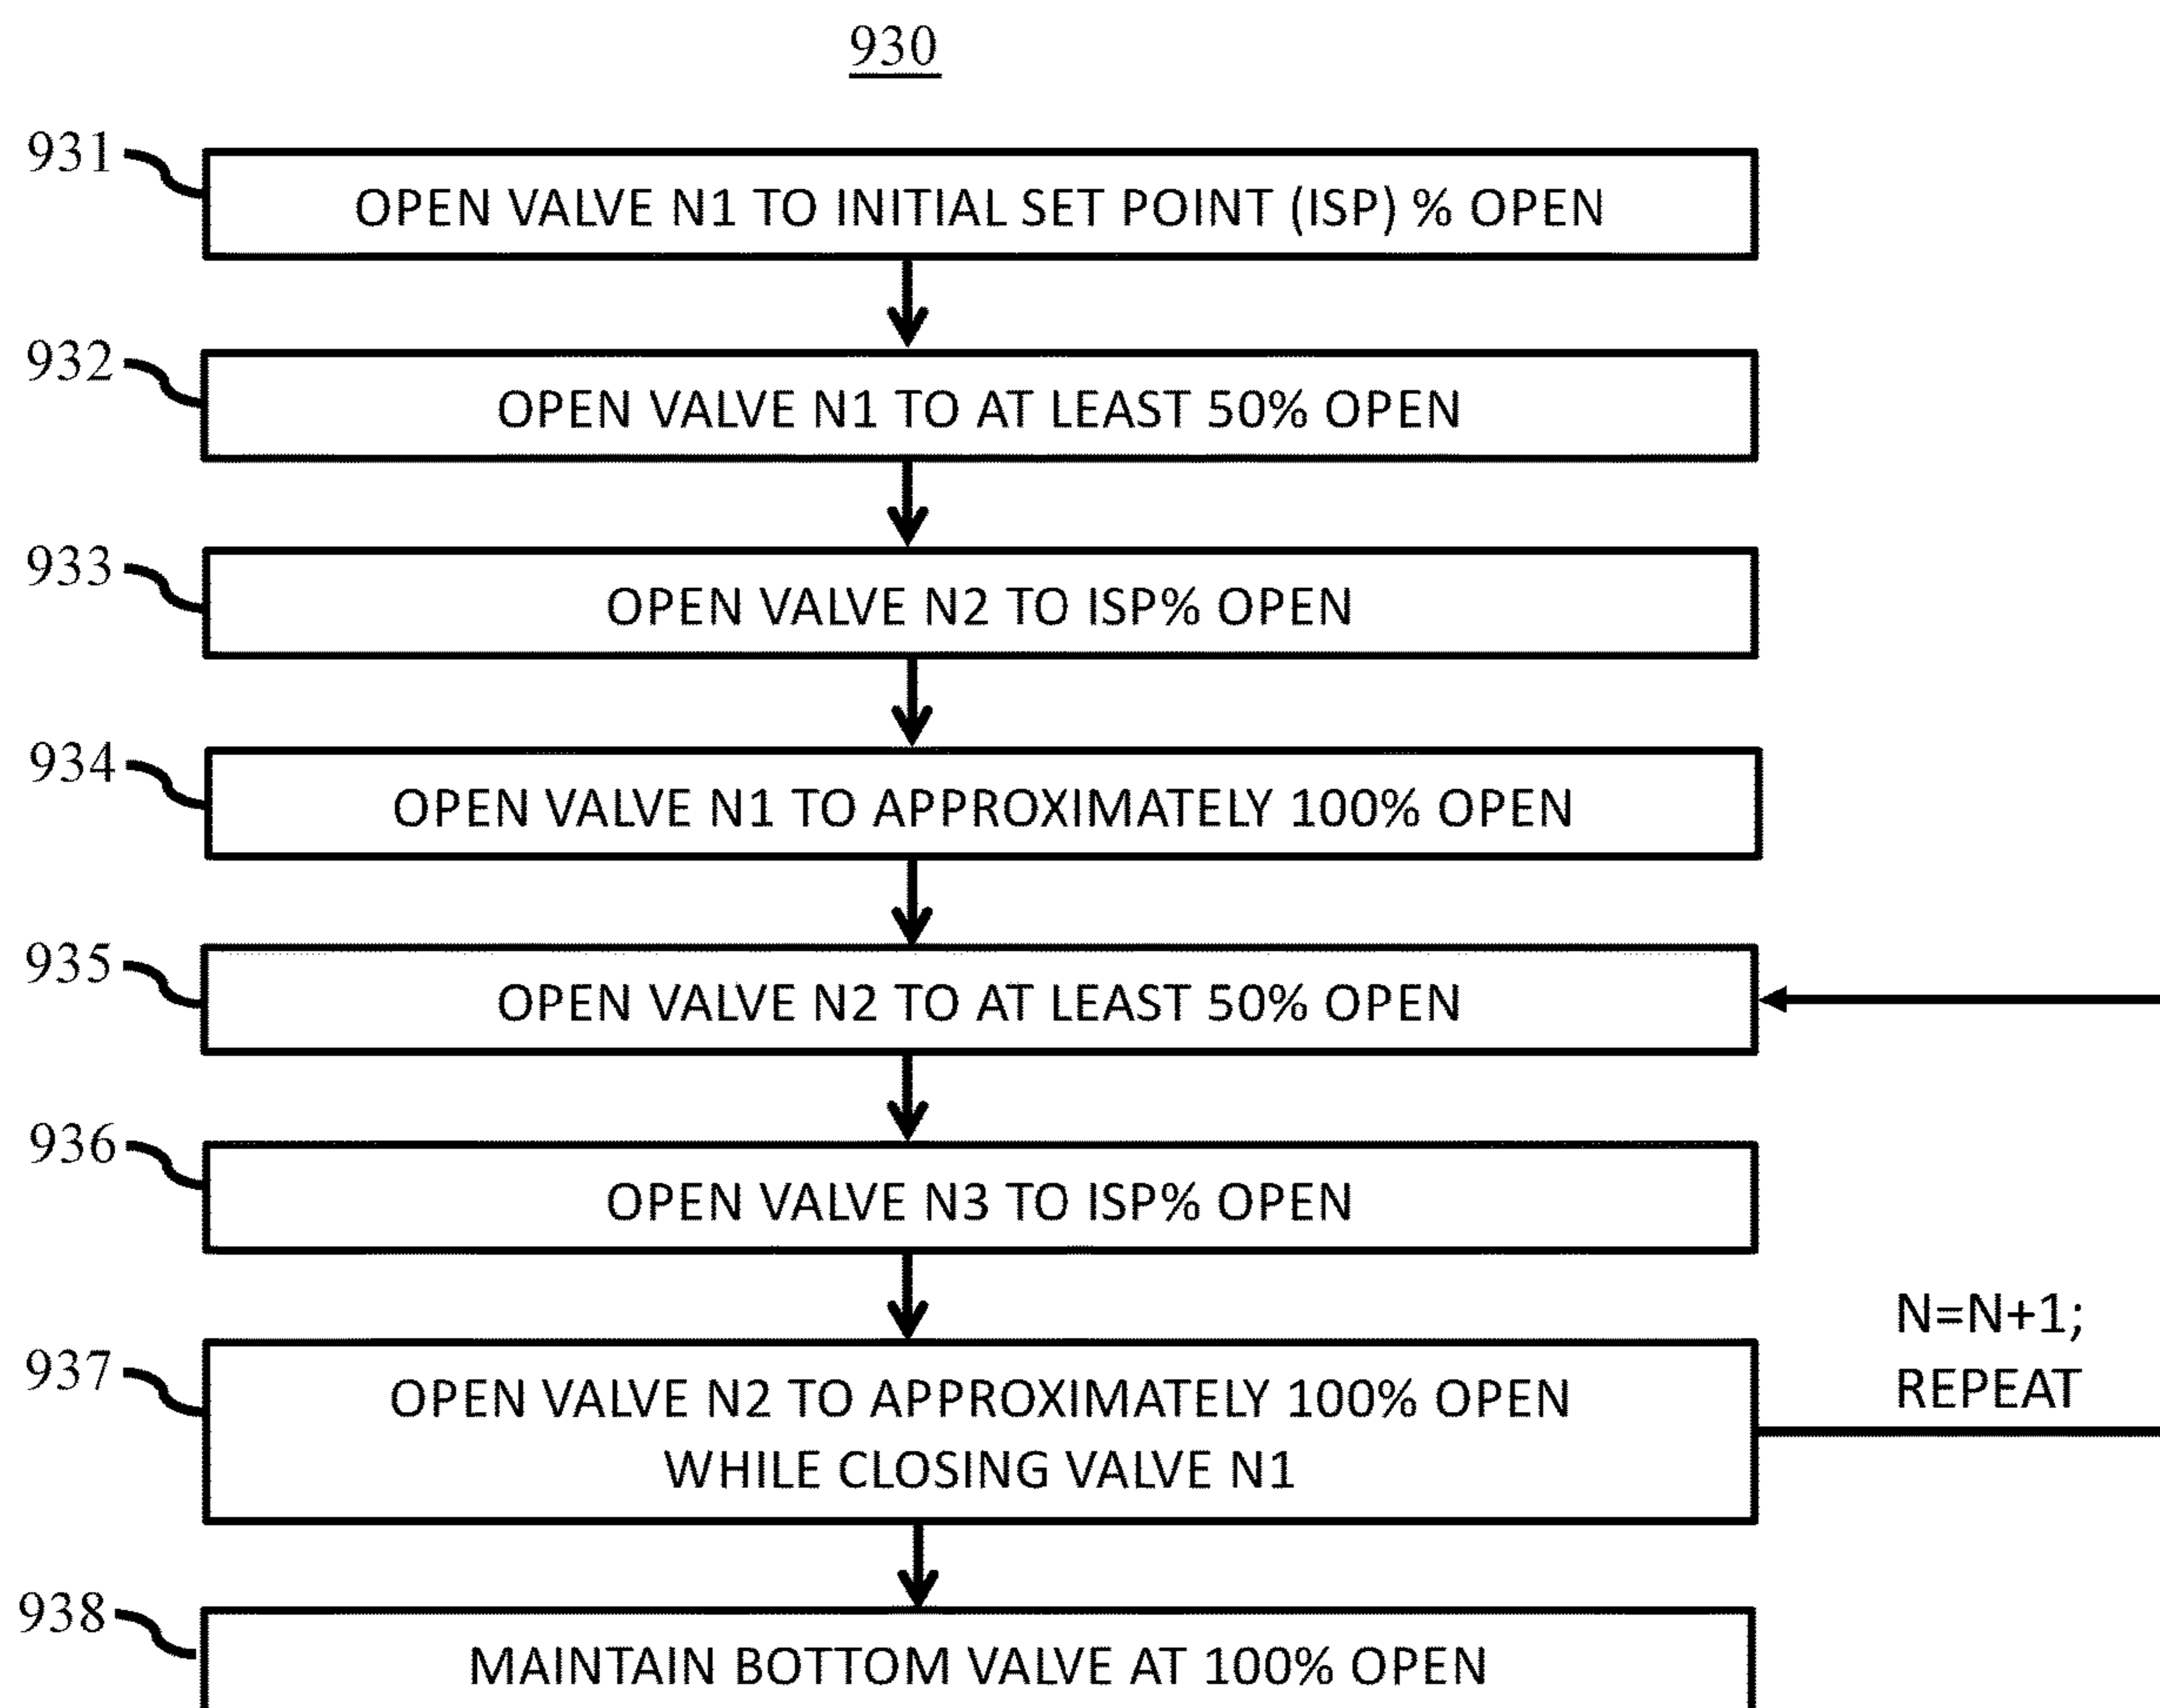 930
931
OPEN VALVE N1 TO INITIAL SET POINT (ISP) % OPEN
932
OPEN VALVE N1 TO AT LEAST 50% OPEN
933
OPEN VALVE N2 TO ISP% OPEN
934
OPEN VALVE N1 TO APPROXIMATELY 100% OPEN
935
OPEN VALVE N2 TO AT LEAST 50% OPEN
936
OPEN VALVE N3 TO ISP% OPEN
937
OPEN VALVE N2 TO APPROXIMATELY 100% OPEN
WHILE CLOSING VALVE N1
N=N+1;
REPEAT
938
MAINTAIN BOTTOM VALVE AT 100% OPEN